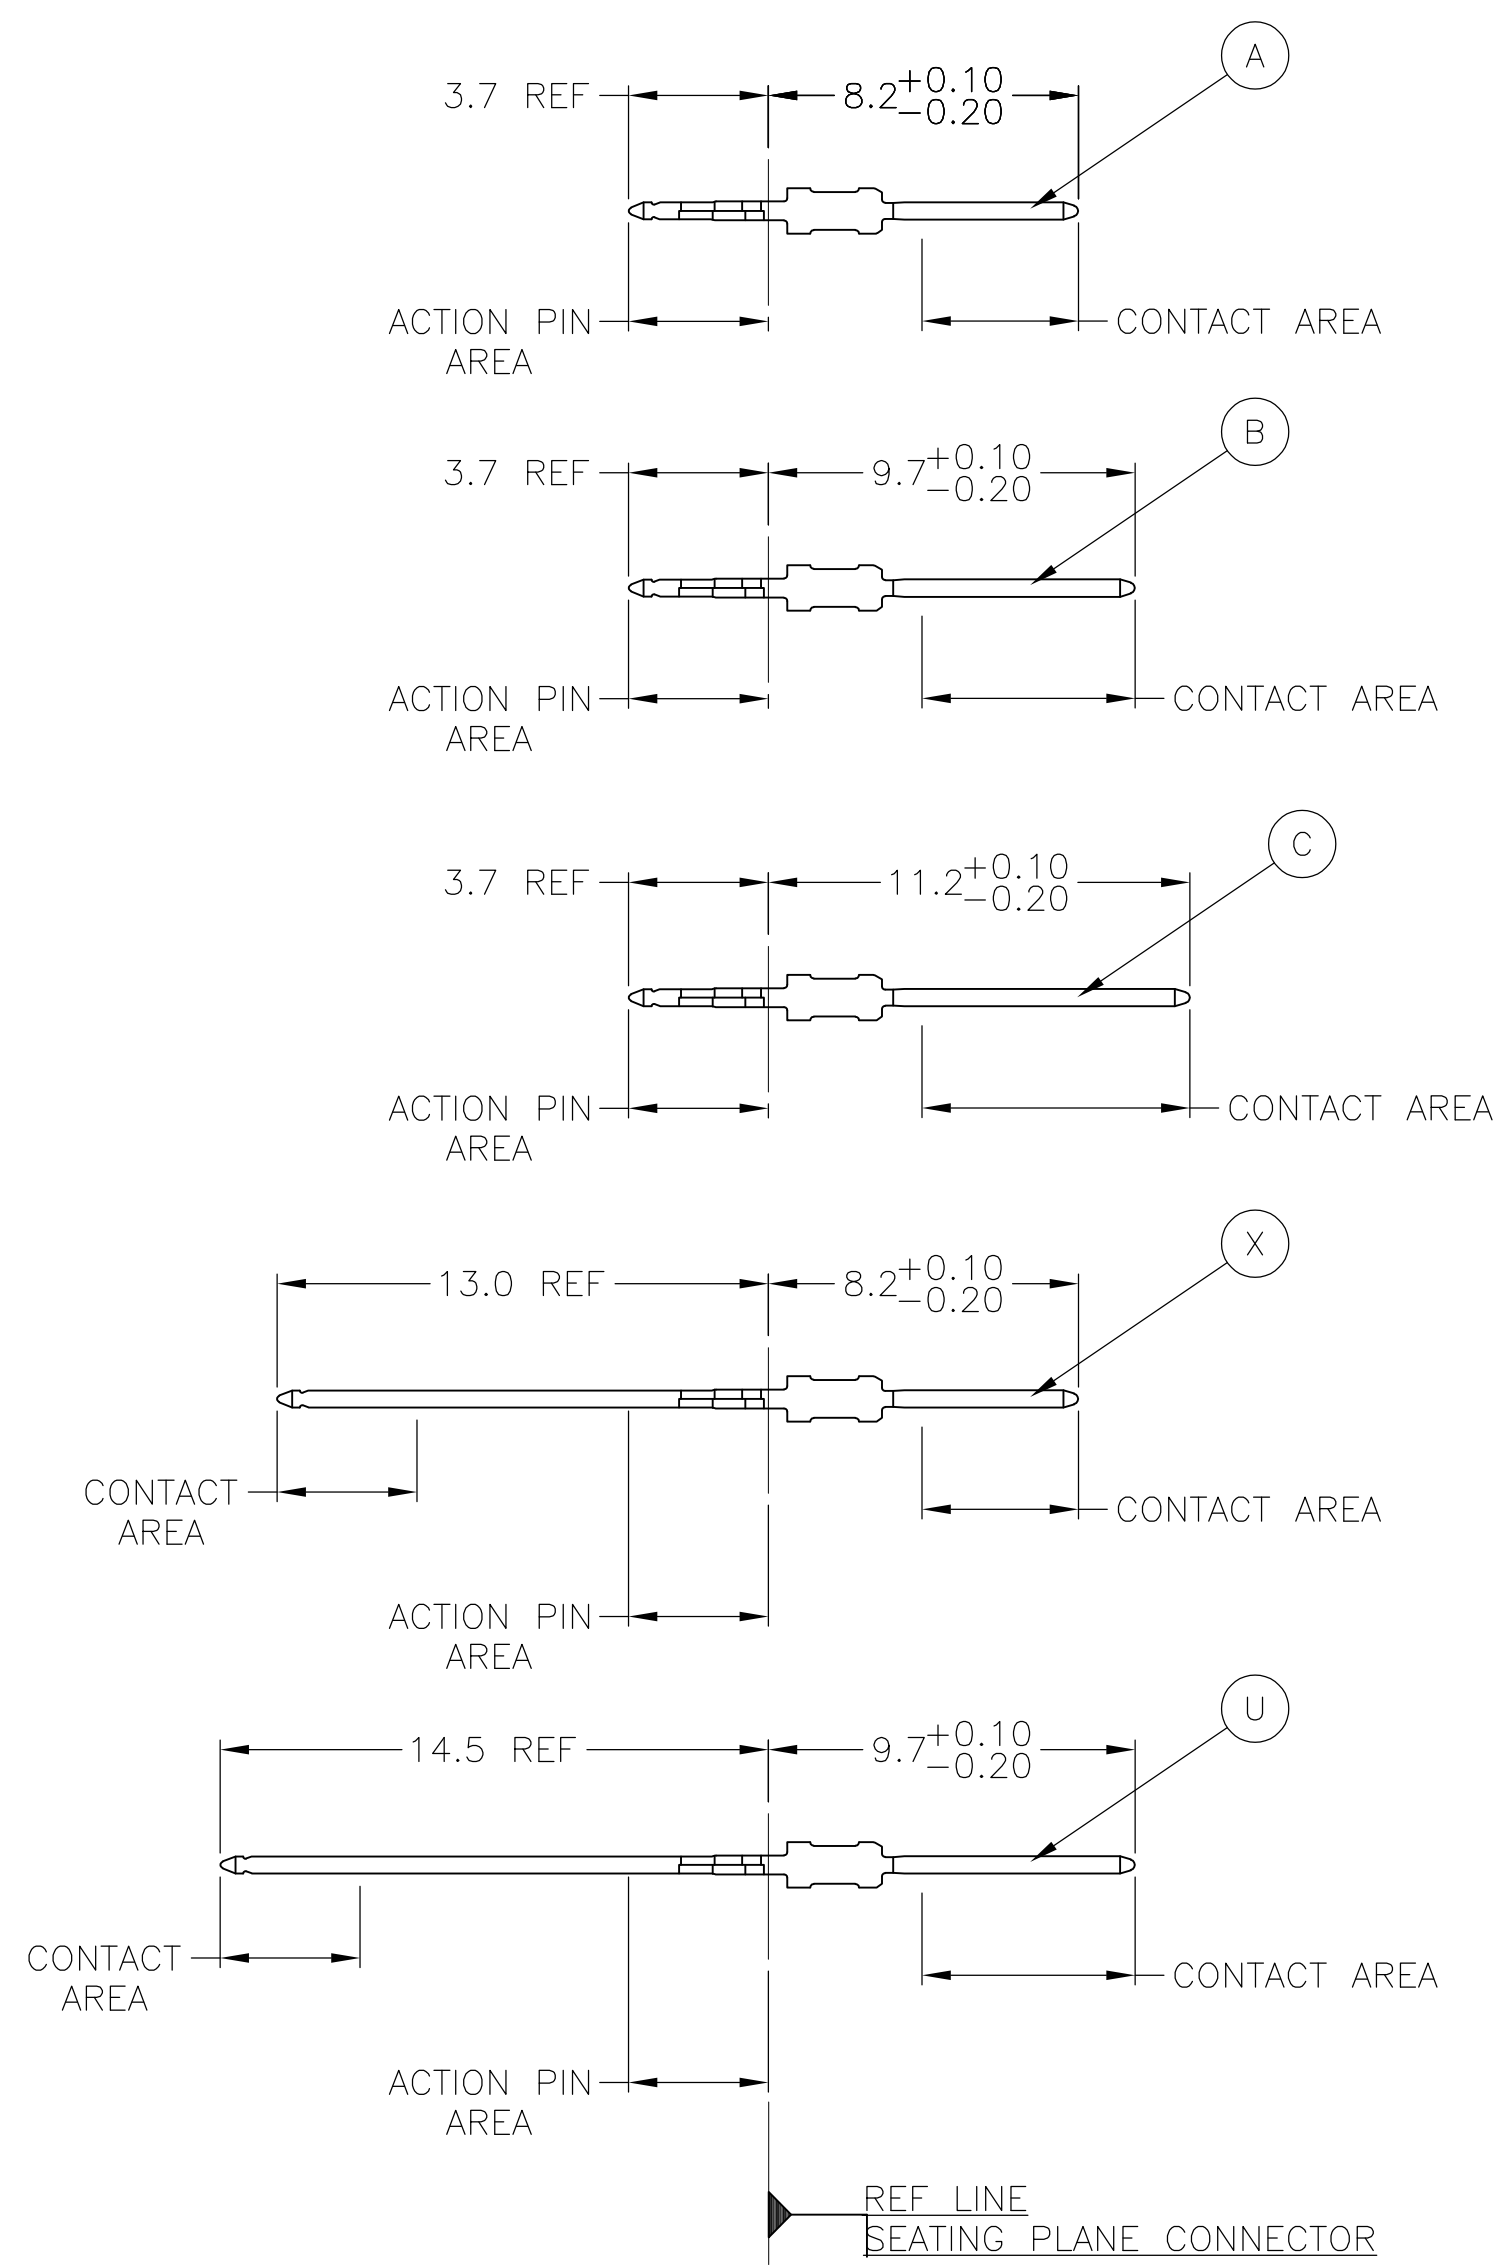 A
3.7 REF
8.2 +0.10
-0.20
ACTION PIN
AREA
CONTACT AREA
B
3.7 REF
9.7 +0.10
-0.20
ACTION PIN
AREA
CONTACT AREA
C
3.7 REF
11.2 +0.10
-0.20
ACTION PIN
AREA
CONTACT AREA
X
13.0 REF
8.2 +0.10
-0.20
CONTACT
AREA
CONTACT AREA
ACTION PIN
AREA
U
14.5 REF
9.7 +0.10
-0.20
CONTACT
AREA
CONTACT AREA
ACTION PIN
AREA
REF LINE
SEATING PLANE CONNECTOR